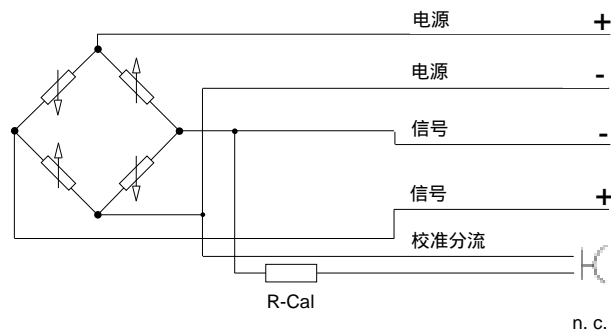 电源 +
电源 -
信号 -
信号 +
校准分流
R-Cal
n. c.